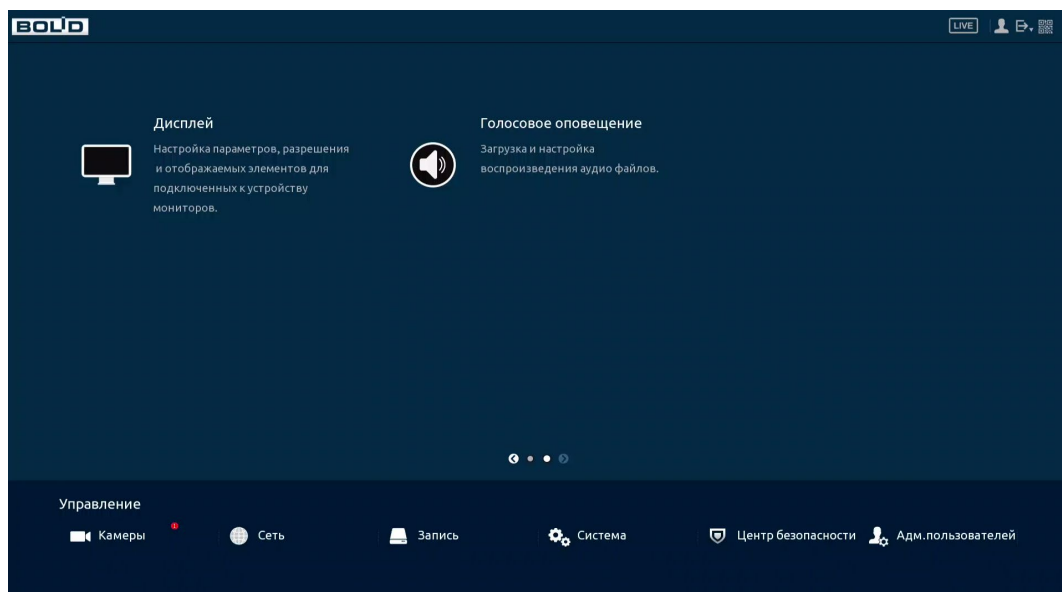 BOLID
LIVE
Дисплей
Настройка параметров, разрешения
и отображаемых элементов для
подключенных к устройству
мониторов.
Голосовое оповещение
Загрузка и настройка
воспроизведения аудио файлов.
Управление
Камеры
1
Сеть
Запись
Система
Центр безопасности
Адм.пользователей